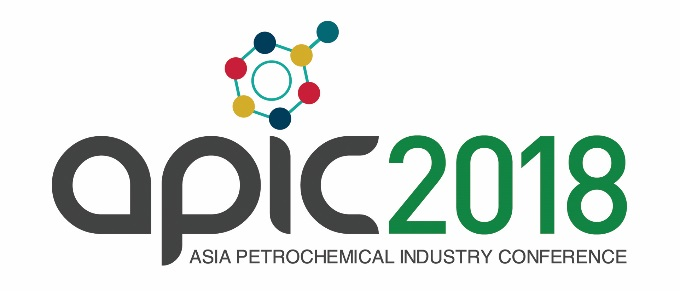 apic2018
ASIA PETROCHEMICAL INDUSTRY CONFERENCE